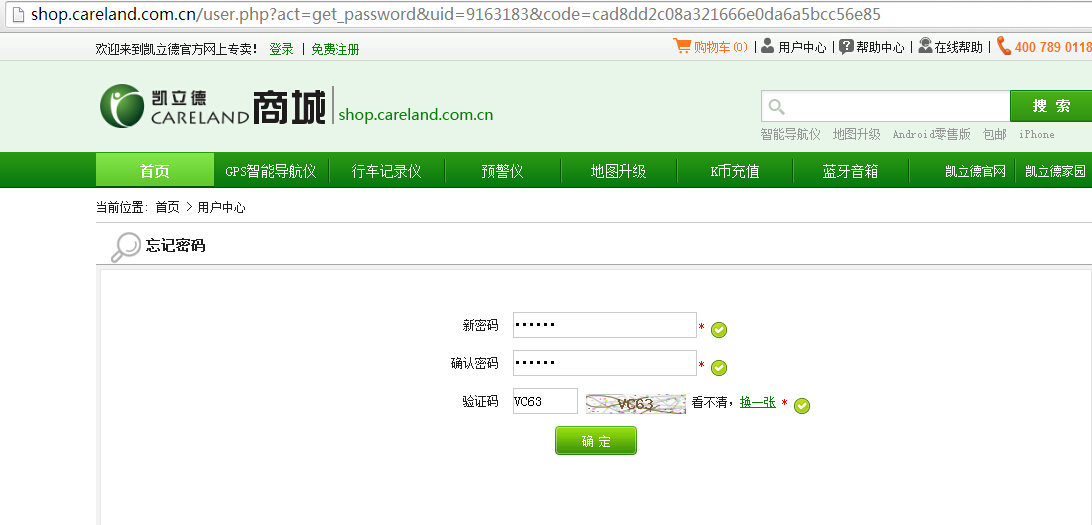 shop.careland.com.cn/user.php?act=get_password&uid=9163183&code=cad8dd2c08a321666e0da6a5bcc56e85
欢迎来到凯立德官方网上专卖！ 登录 | 免费注册 购物车(0) | 用户中心 | 帮助中心 | 在线帮助 | 400 789 0118
凯立德 CARELAND 商城 shop.careland.com.cn
搜 索
智能导航仪 地图升级 Android零售版 包邮 iPhone
首页 GPS智能导航仪 行车记录仪 预警仪 地图升级 K币充值 蓝牙音箱 凯立德官网 凯立德家园
当前位置: 首页 > 用户中心
忘记密码
新密码 •••••• *
确认密码 •••••• *
验证码 VC63 VC63 看不清，换一张 *
确 定